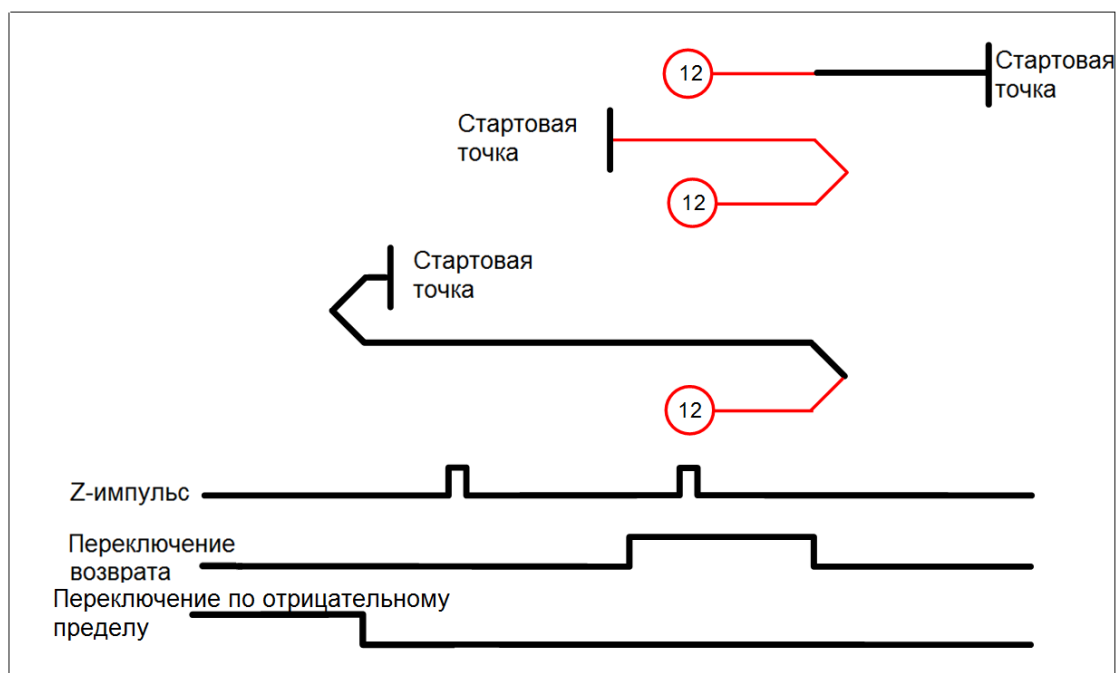 12
Стартовая
точка
Стартовая
точка
12
Стартовая
точка
12
Z-импульс
Переключение
возврата
Переключение по отрицательному
пределу